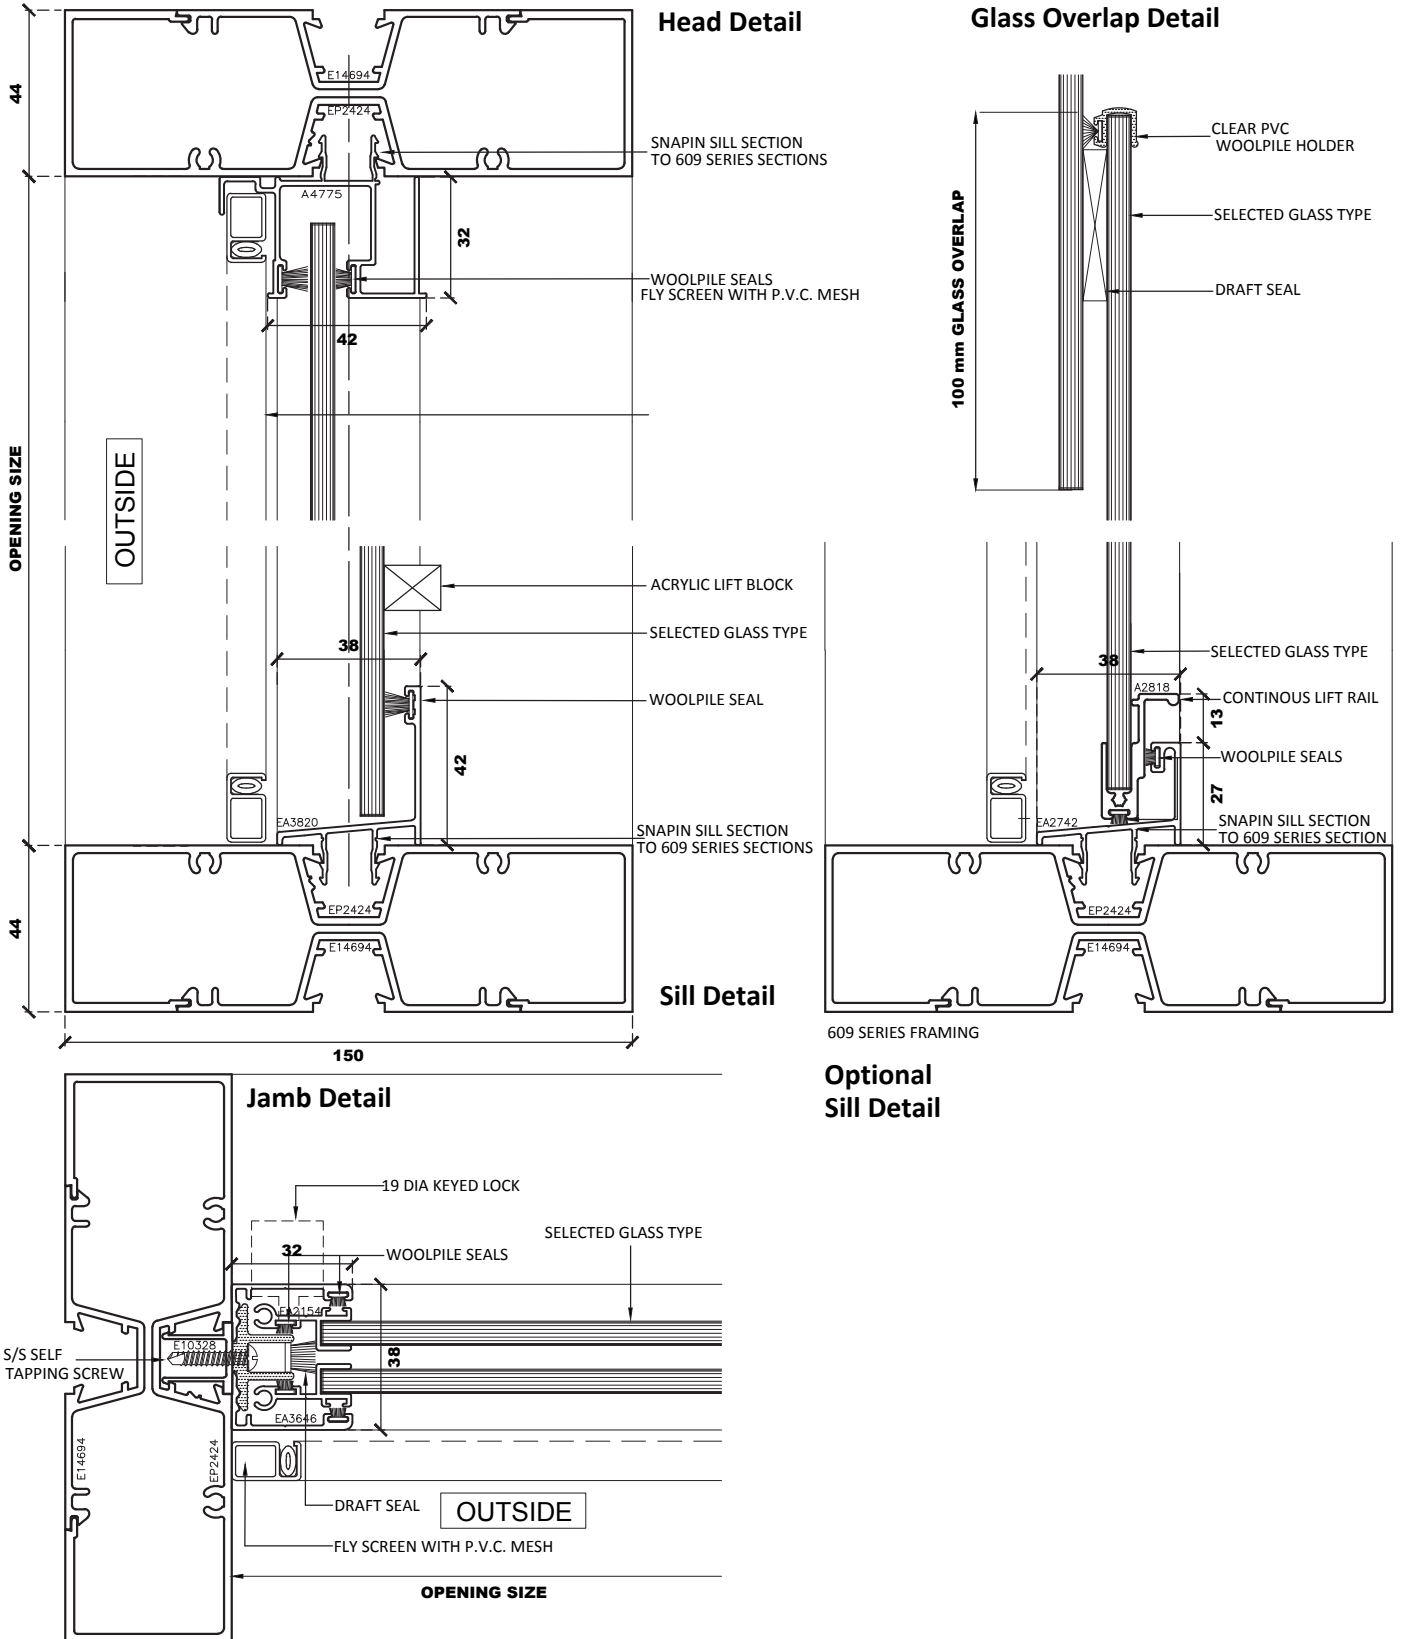 Head Detail
Glass Overlap Detail
44
E14694
EP2424
SNAPIN SILL SECTION
TO 609 SERIES SECTIONS
A4775
32
WOOLPILE SEALS
FLY SCREEN WITH P.V.C. MESH
42
CLEAR PVC
WOOLPILE HOLDER
SELECTED GLASS TYPE
DRAFT SEAL
100 mm GLASS OVERLAP
OPENING SIZE
OUTSIDE
ACRYLIC LIFT BLOCK
SELECTED GLASS TYPE
38
WOOLPILE SEAL
42
EA3820
SNAPIN SILL SECTION
TO 609 SERIES SECTIONS
EP2424
E14694
44
Sill Detail
150
SELECTED GLASS TYPE
38
A2818
CONTINOUS LIFT RAIL
13
WOOLPILE SEALS
27
EA2742
SNAPIN SILL SECTION
TO 609 SERIES SECTION
EP2424
E14694
609 SERIES FRAMING
Optional
Sill Detail
Jamb Detail
19 DIA KEYED LOCK
SELECTED GLASS TYPE
32
WOOLPILE SEALS
EA2154
E10328
38
S/S SELF
TAPPING SCREW
EA3646
E14694
EP2424
DRAFT SEAL
OUTSIDE
FLY SCREEN WITH P.V.C. MESH
OPENING SIZE